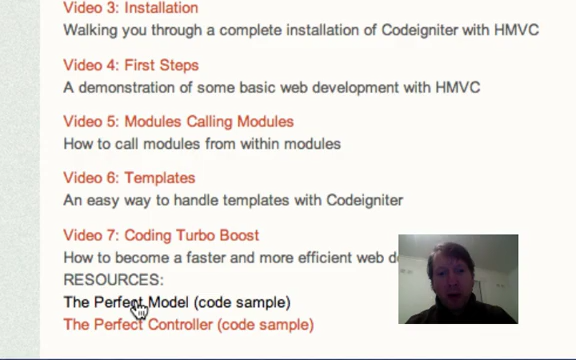 Video 3: Installation
Walking you through a complete installation of Codeigniter with HMVC
Video 4: First Steps
A demonstration of some basic web development with HMVC
Video 5: Modules Calling Modules
How to call modules from within modules
Video 6: Templates
An easy way to handle templates with Codeigniter
Video 7: Coding Turbo Boost
How to become a faster and more efficient web de
RESOURCES:
The Perfect Model (code sample)
The Perfect Controller (code sample)